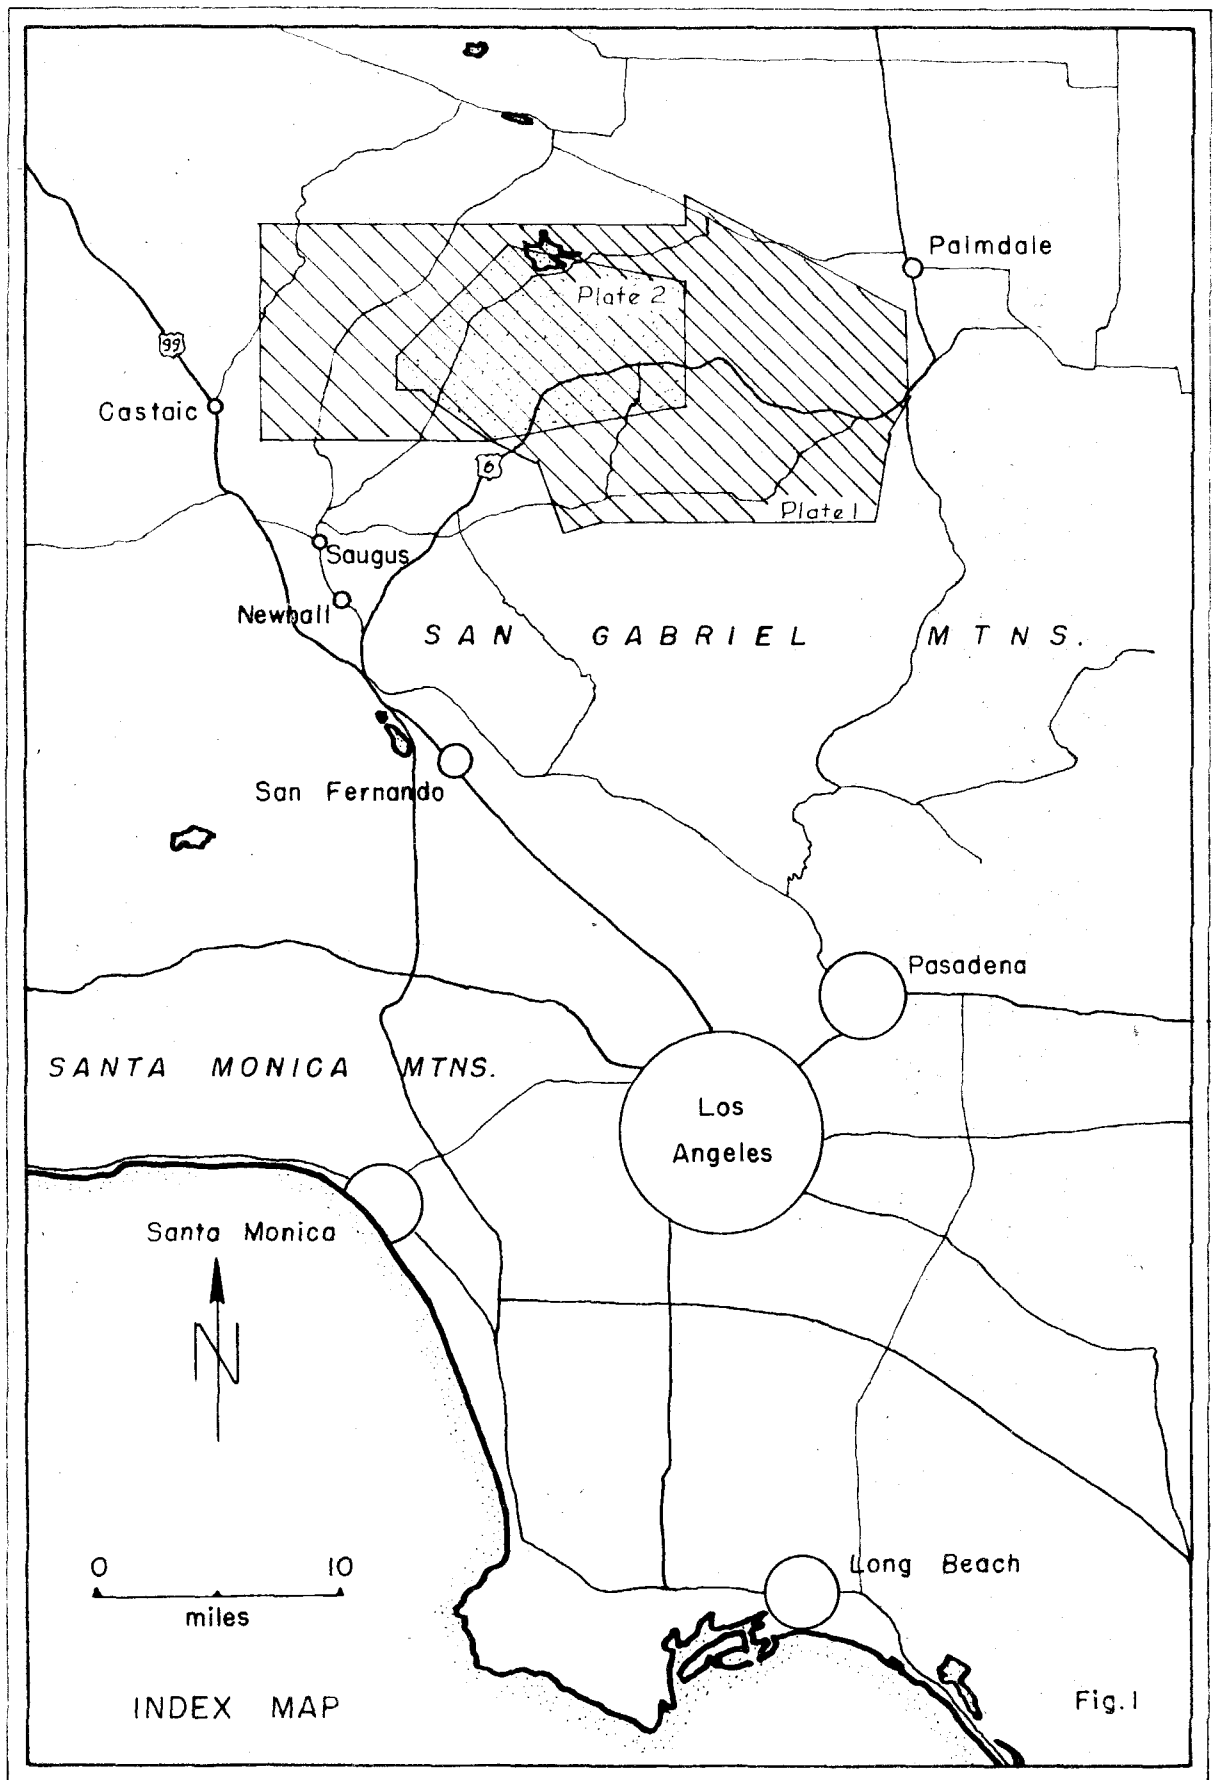 Palmdale
Plate 2
99
Castaic
6
Plate 1
Saugus
Newhall
SAN GABRIEL MTNS.
San Fernando
Pasadena
SANTA MONICA MTNS.
Los
Angeles
Santa Monica
N
0 10
miles
Long Beach
INDEX MAP
Fig. 1